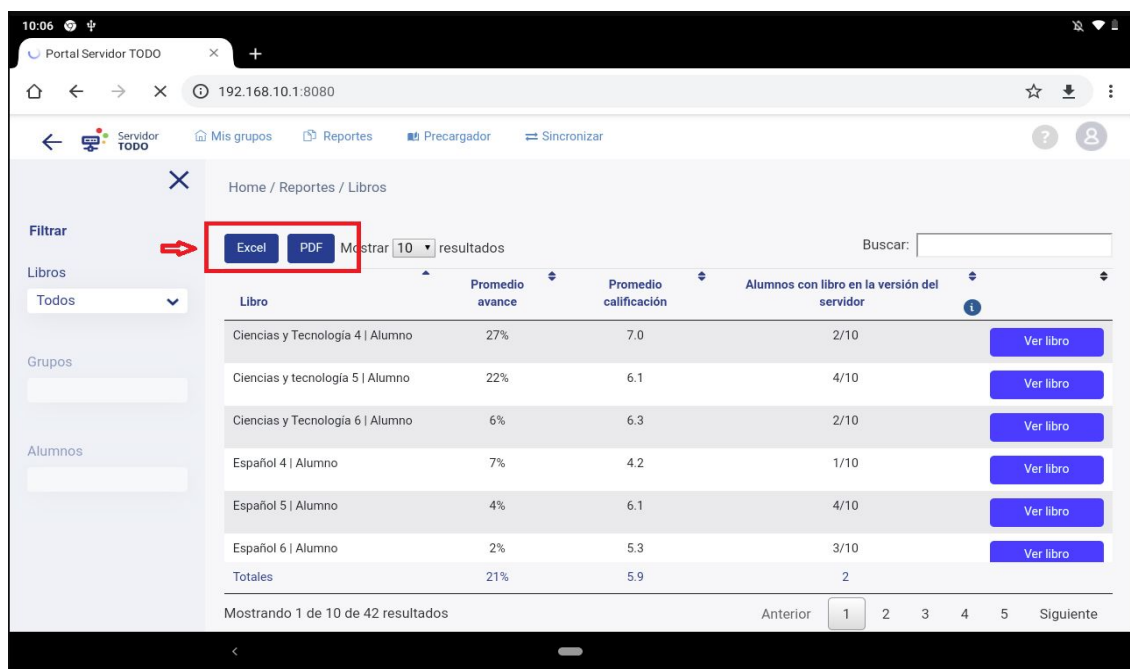 10:06
Portal Servidor TODO
192.168.10.1:8080
Servidor TODO
Mis grupos Reportes Precargador Sincronizar
Home / Reportes / Libros
Filtrar
Excel PDF Mostrar 10 resultados Buscar:
Libros
Todos
Grupos
Alumnos
Libro Promedio avance Promedio calificación Alumnos con libro en la versión del servidor
Ciencias y Tecnología 4 | Alumno 27% 7.0 2/10 Ver libro
Ciencias y tecnología 5 | Alumno 22% 6.1 4/10 Ver libro
Ciencias y Tecnología 6 | Alumno 6% 6.3 2/10 Ver libro
Español 4 | Alumno 7% 4.2 1/10 Ver libro
Español 5 | Alumno 4% 6.1 4/10 Ver libro
Español 6 | Alumno 2% 5.3 3/10 Ver libro
Totales 21% 5.9 2
Mostrando 1 de 10 de 42 resultados Anterior 1 2 3 4 5 Siguiente